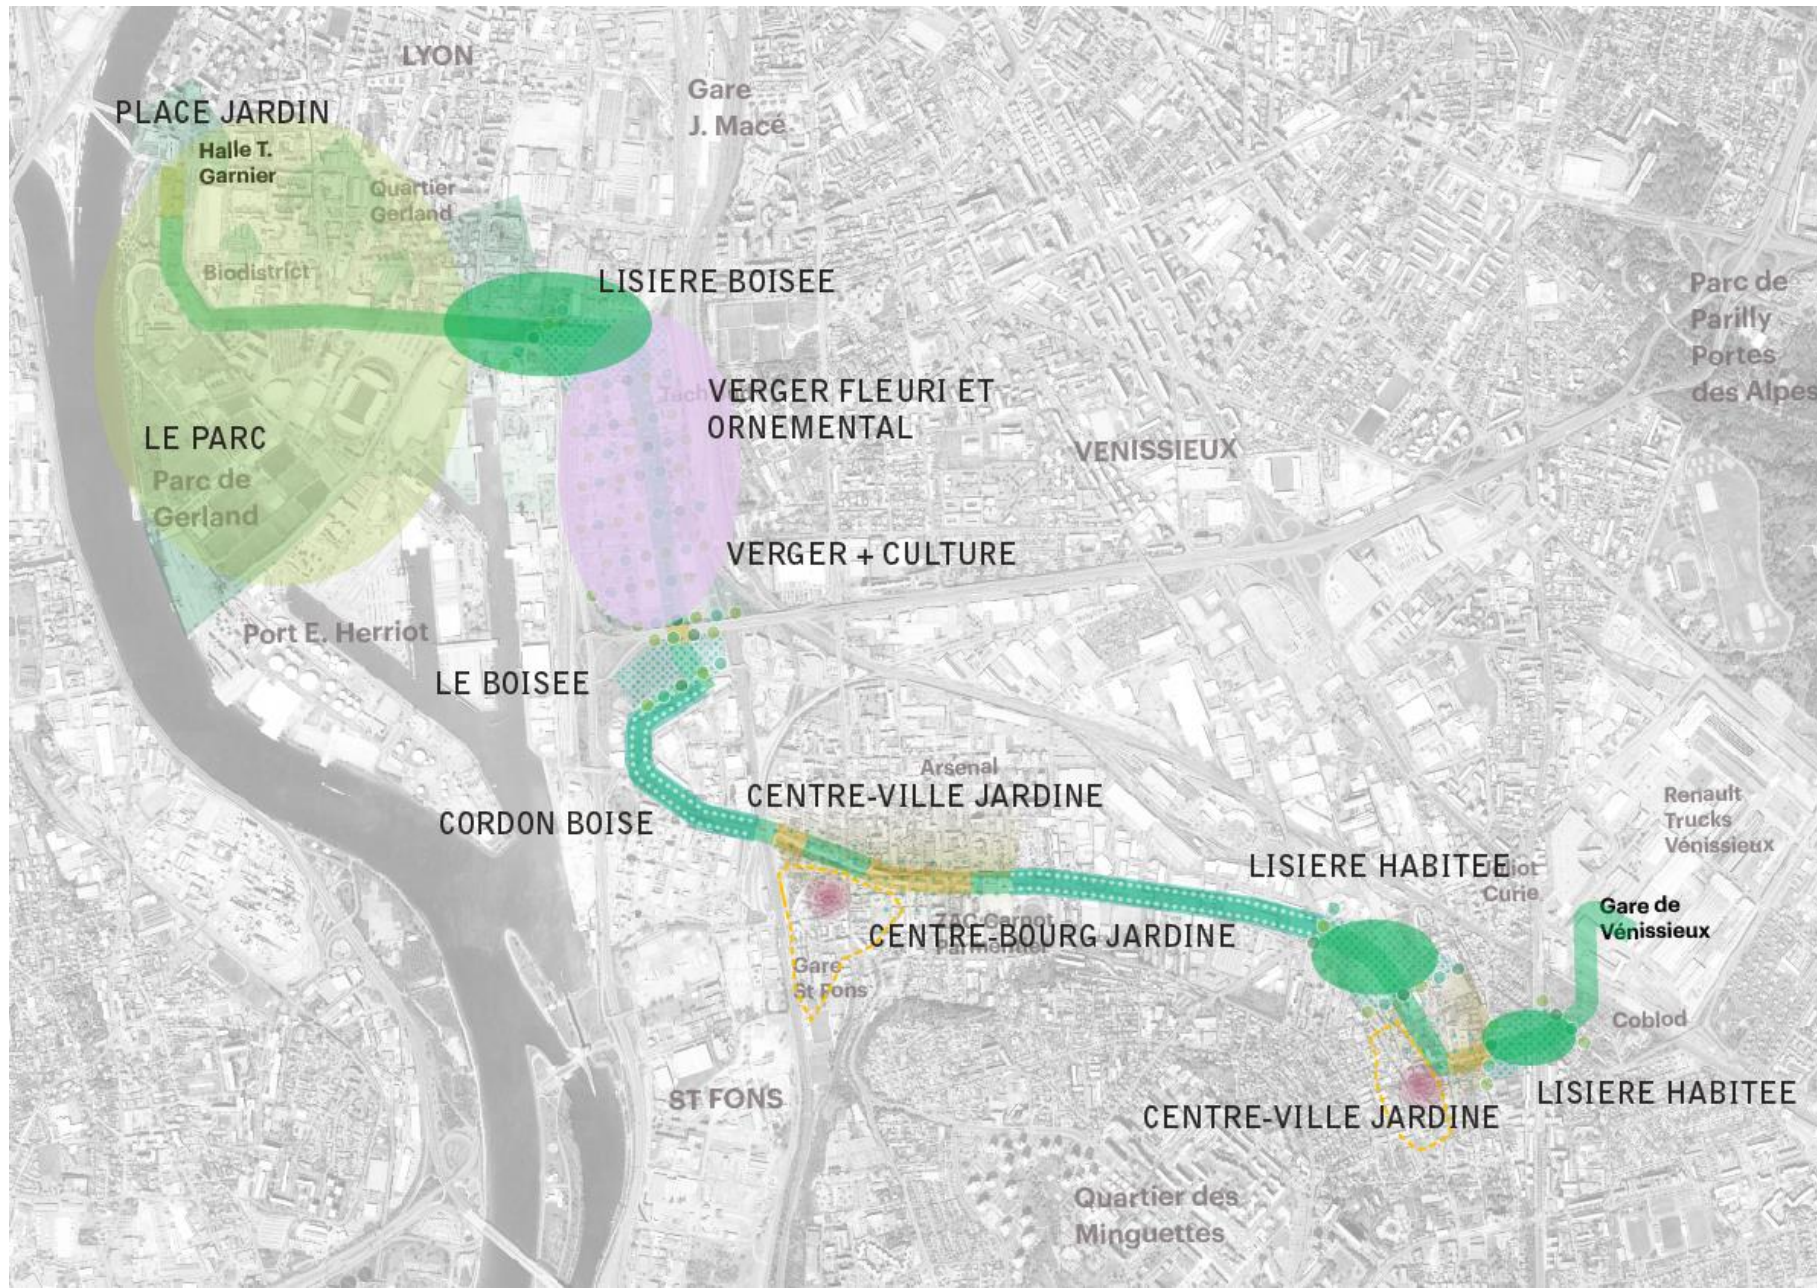 LYON
Gare
J. Macé
PLACE JARDIN
Halle T.
Garnier
Quartier
Gerland
Biodistrict
LISIERE BOISEE
Parc de
Parilly
Portes
des Alpes
VERGER FLEURI ET
ORNEMENTAL
LE PARC
Parc de
Gerland
VENISSIEUX
VERGER + CULTURE
Port E. Herriot
LE BOISEE
Arsenal
CENTRE-VILLE JARDINE
CORDON BOISE
Renault
Trucks
Vénissieux
LISIERE HABITEE
Curie
Gare de
Vénissieux
ZAC Carnot
Parmentier
CENTRE-BOURG JARDINE
Gare
St Fons
Coblod
ST FONS
LISIERE HABITEE
CENTRE-VILLE JARDINE
Quartier des
Minguettes